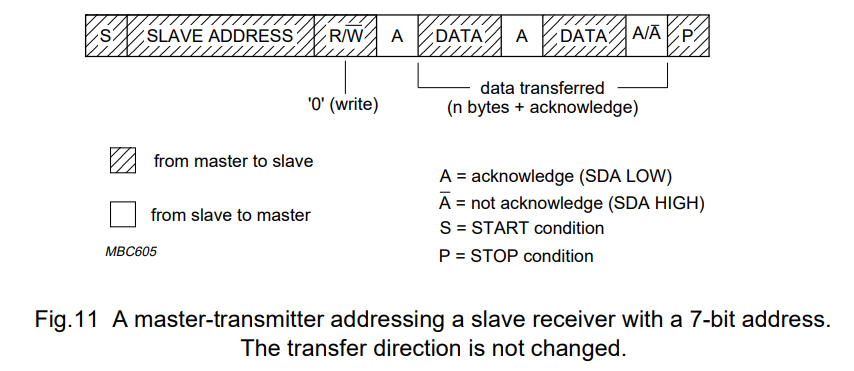 S SLAVE ADDRESS R/W̅ A DATA A DATA A/A̅ P
data transferred
'0' (write)
(n bytes + acknowledge)
from master to slave
from slave to master
MBC605
A = acknowledge (SDA LOW)
A̅ = not acknowledge (SDA HIGH)
S = START condition
P = STOP condition
Fig.11 A master-transmitter addressing a slave receiver with a 7-bit address.
The transfer direction is not changed.